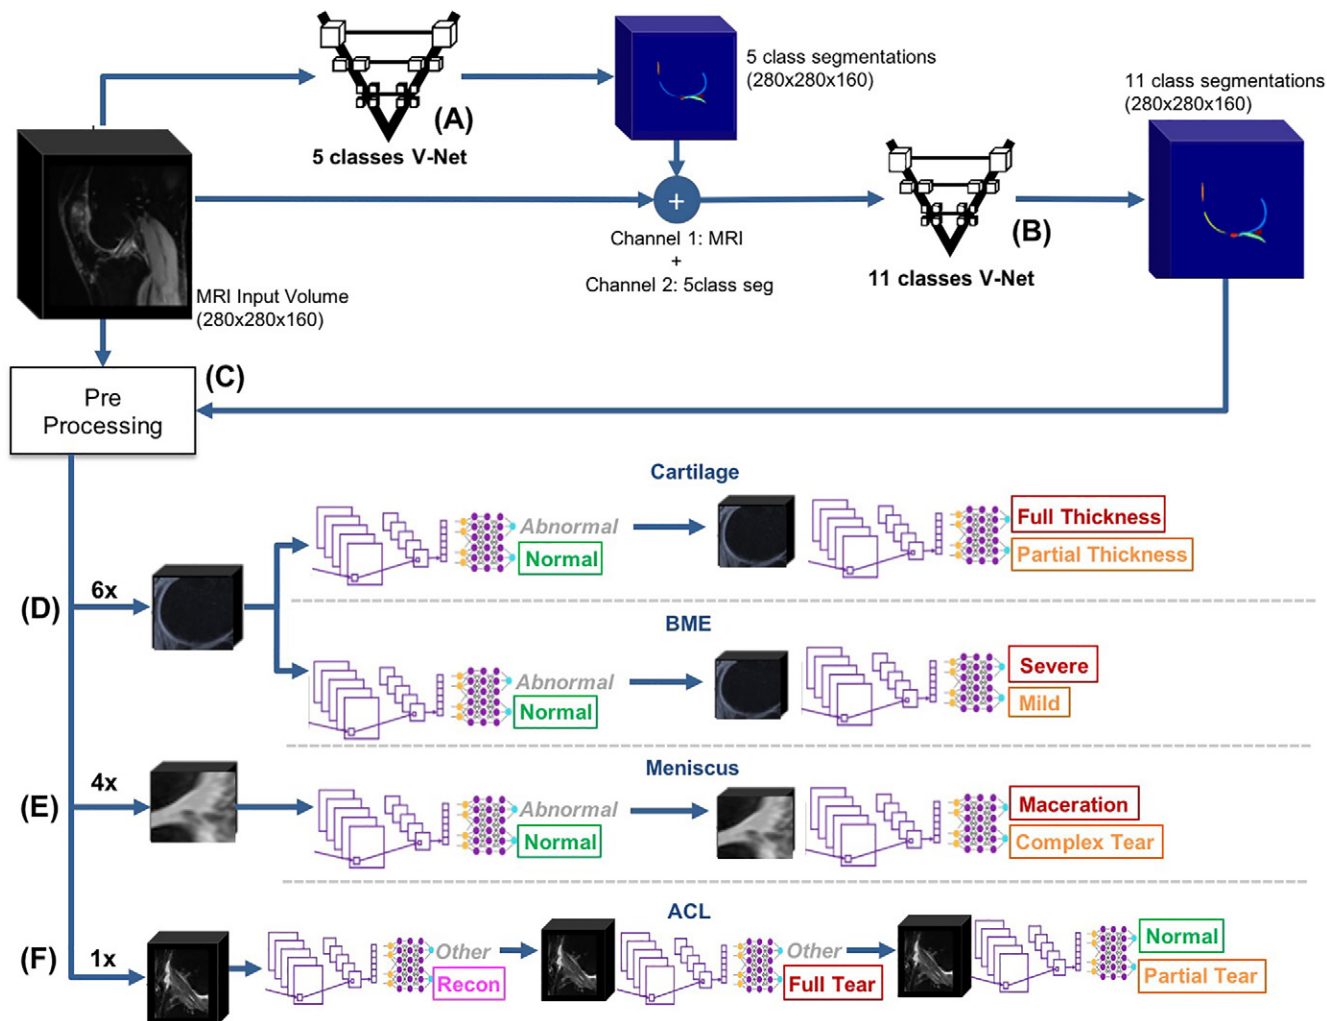 5 class segmentations
(280x280x160)
11 class segmentations
(280x280x160)
(A)
5 classes V-Net
+
Channel 1: MRI
+
Channel 2: 5class seg
(B)
11 classes V-Net
MRI Input Volume
(280x280x160)
(C)
Pre
Processing
Cartilage
Abnormal
Normal
Full Thickness
Partial Thickness
(D)
6x
BME
Abnormal
Normal
Severe
Mild
Meniscus
(E)
4x
Abnormal
Normal
Maceration
Complex Tear
ACL
(F)
1x
Other
Recon
Other
Full Tear
Normal
Partial Tear